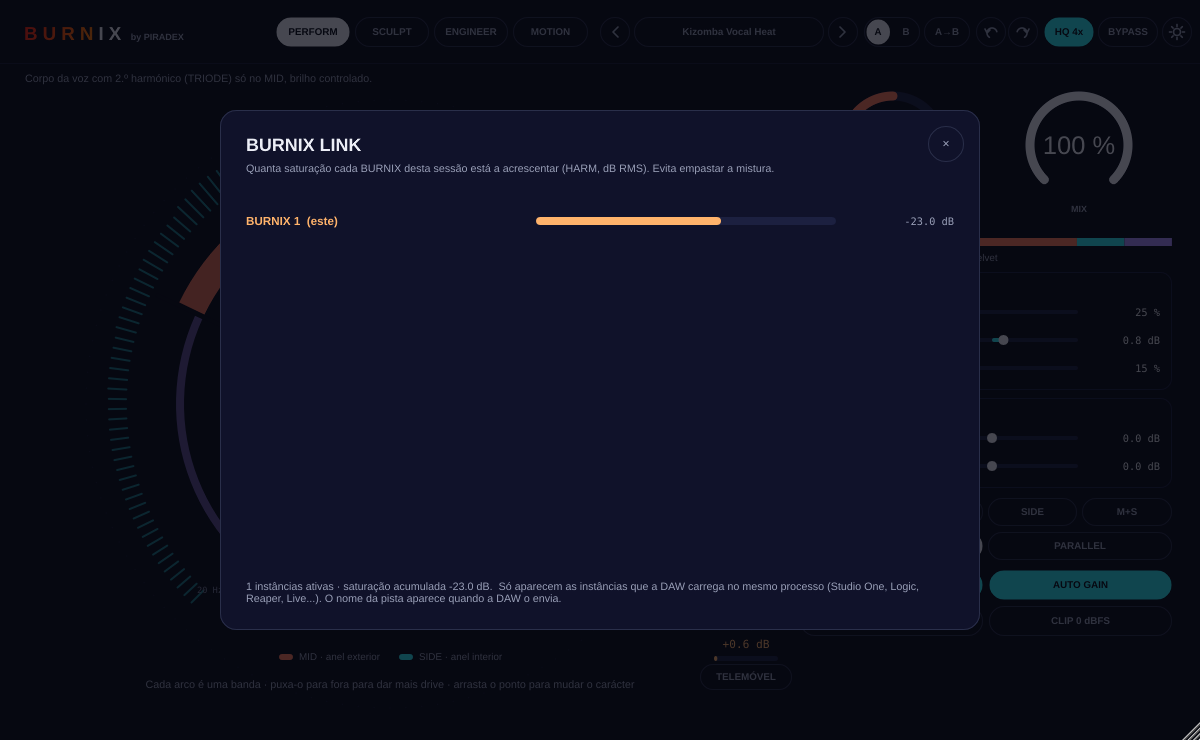 BURNIX by PIRADEX
PERFORM
SCULPT
ENGINEER
MOTION
Kizomba Vocal Heat
A
B
A→B
HQ 4x
BYPASS
Corpo da voz com 2.º harmónico (TRIODE) só no MID, brilho controlado.
100 %
MIX
BURNIX LINK
×
Quanta saturação cada BURNIX desta sessão está a acrescentar (HARM, dB RMS). Evita empastar a mistura.
BURNIX 1 (este)
-23.0 dB
25 %
0.8 dB
15 %
0.0 dB
0.0 dB
SIDE
M+S
PARALLEL
AUTO GAIN
CLIP 0 dBFS
1 instâncias ativas · saturação acumulada -23.0 dB. Só aparecem as instâncias que a DAW carrega no mesmo processo (Studio One, Logic,
Reaper, Live...). O nome da pista aparece quando a DAW o envia.
+0.6 dB
MID · anel exterior
SIDE · anel interior
TELEMÓVEL
Cada arco é uma banda · puxa-o para fora para dar mais drive · arrasta o ponto para mudar o carácter